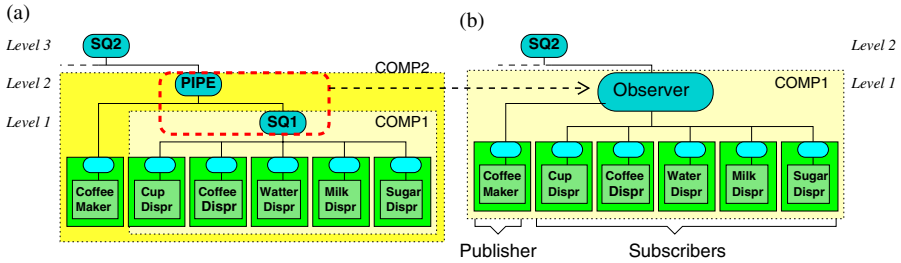 (a)
(b)
Level 3
SQ2
SQ2
Level 2
COMP2
Level 2
PIPE
COMP1
Level 1
Observer
Level 1
SQ1
COMP1
Coffee Maker
Cup Dispr
Coffee Dispr
Watter Dispr
Milk Dispr
Sugar Dispr
Coffee Maker
Cup Dispr
Coffee Dispr
Water Dispr
Milk Dispr
Sugar Dispr
Publisher
Subscribers